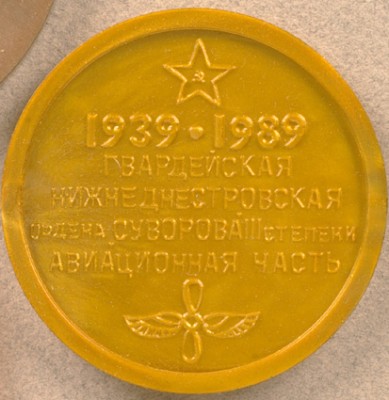 1939 • 1989
ГВАРДЕЙСКАЯ
НИЖНЕДНЕСТРОВСКАЯ
ОРДЕНА СУВОРОВА III СТЕПЕНИ
АВИАЦИОННАЯ ЧАСТЬ